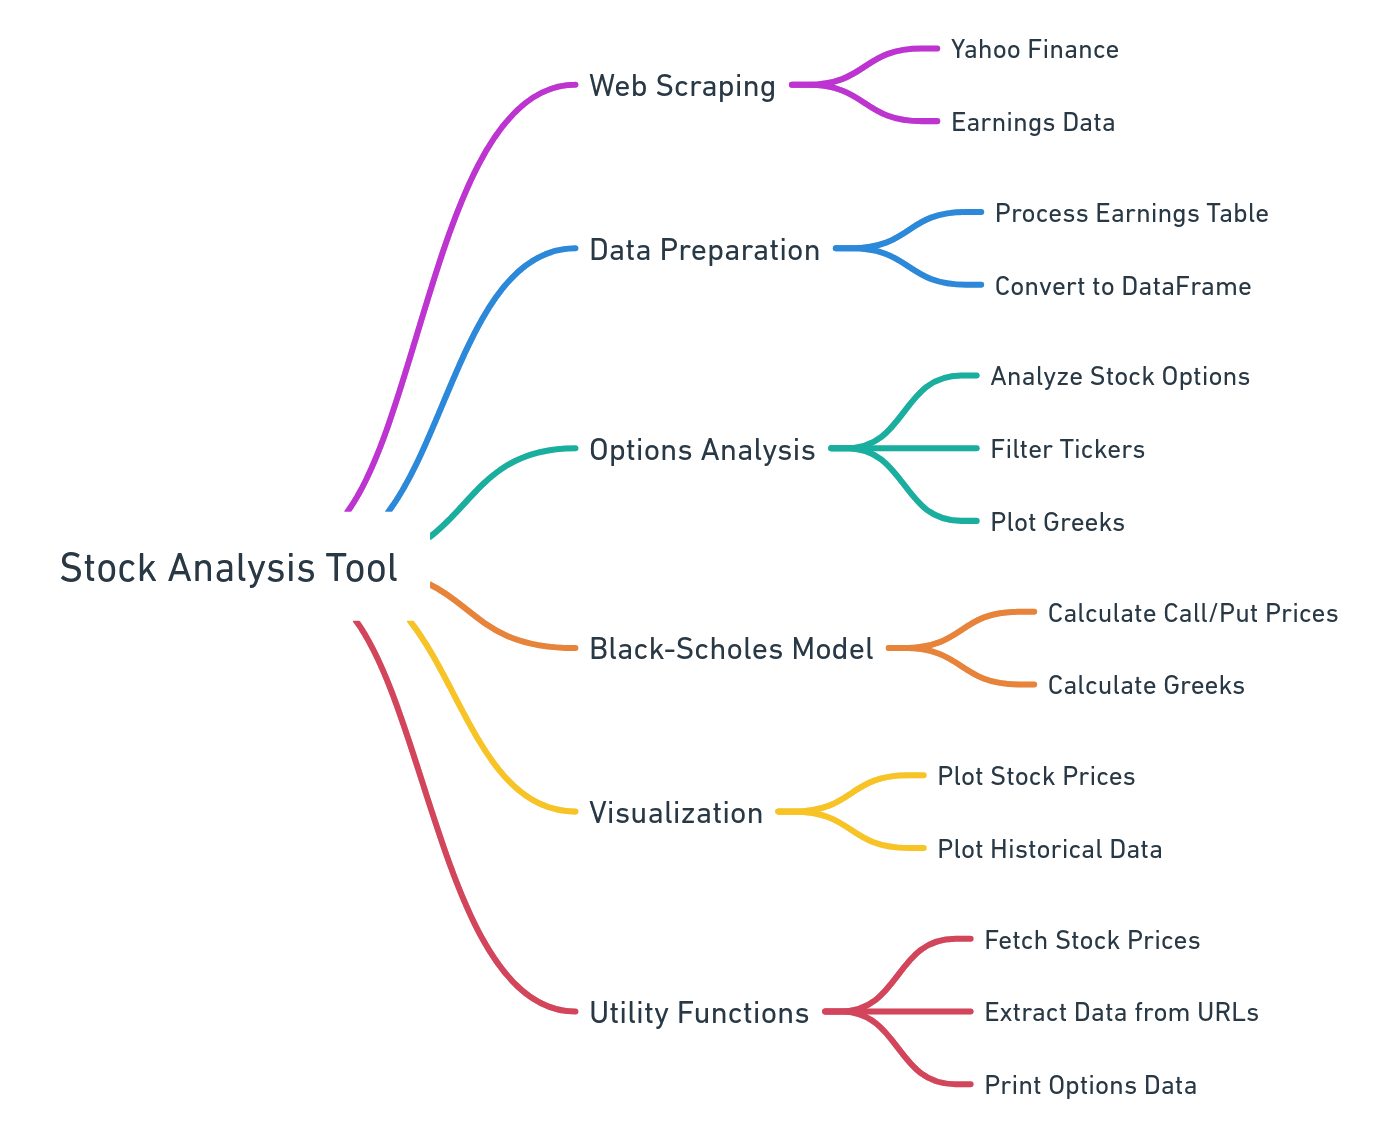 Stock Analysis Tool
Web Scraping
Yahoo Finance
Earnings Data
Data Preparation
Process Earnings Table
Convert to DataFrame
Options Analysis
Analyze Stock Options
Filter Tickers
Plot Greeks
Black-Scholes Model
Calculate Call/Put Prices
Calculate Greeks
Visualization
Plot Stock Prices
Plot Historical Data
Utility Functions
Fetch Stock Prices
Extract Data from URLs
Print Options Data